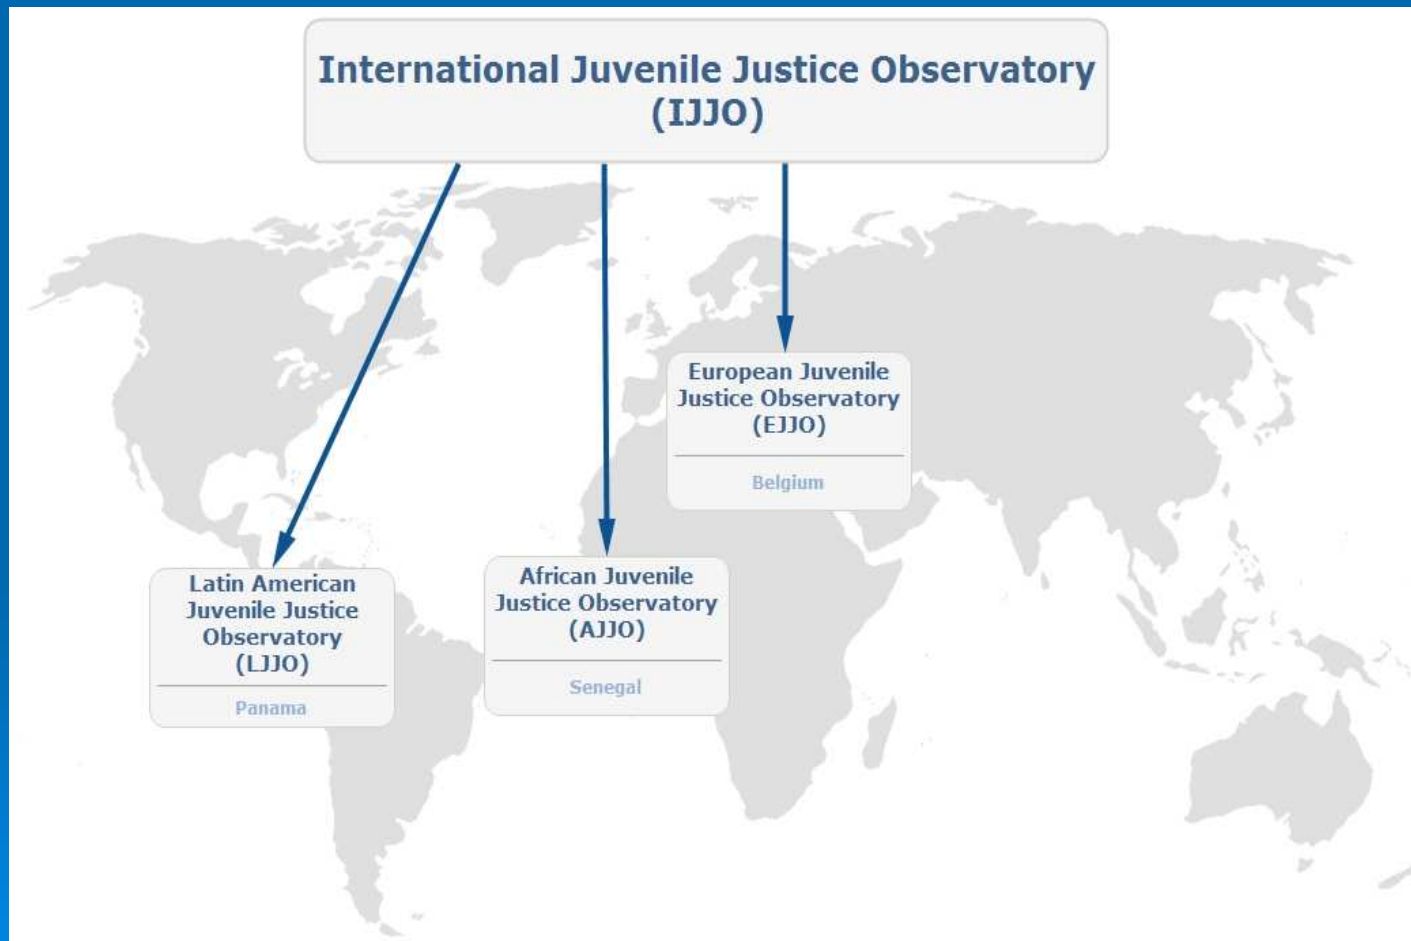 International Juvenile Justice Observatory
(IJJO)
European Juvenile
Justice Observatory
(EJJO)
Belgium
Latin American
Juvenile Justice
Observatory
(LJJO)
Panama
African Juvenile
Justice Observatory
(AJJO)
Senegal